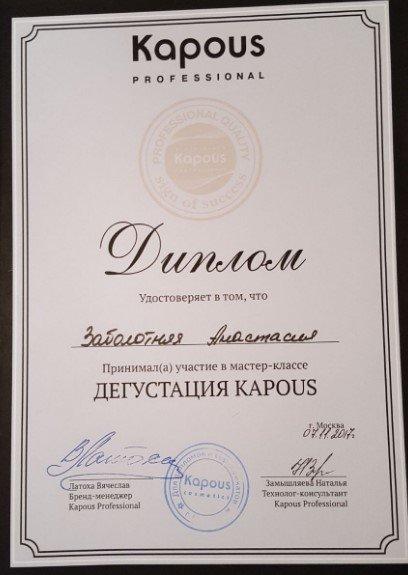 Kapous
PROFESSIONAL
PROFESSIONAL QUALITY
Kapous
sign of success
Диплом
Удостоверяет в том, что
Заболотняя Анастасия
Принимал(а) участие в мастер-классе
ДЕГУСТАЦИЯ KAPOUS
г. Москва
07.11.2017г
Латоха Вячеслав
Бренд-менеджер
Kapous Professional
Kapous
cosmetics
Замышляева Наталья
Технолог-консультант
Kapous Professional